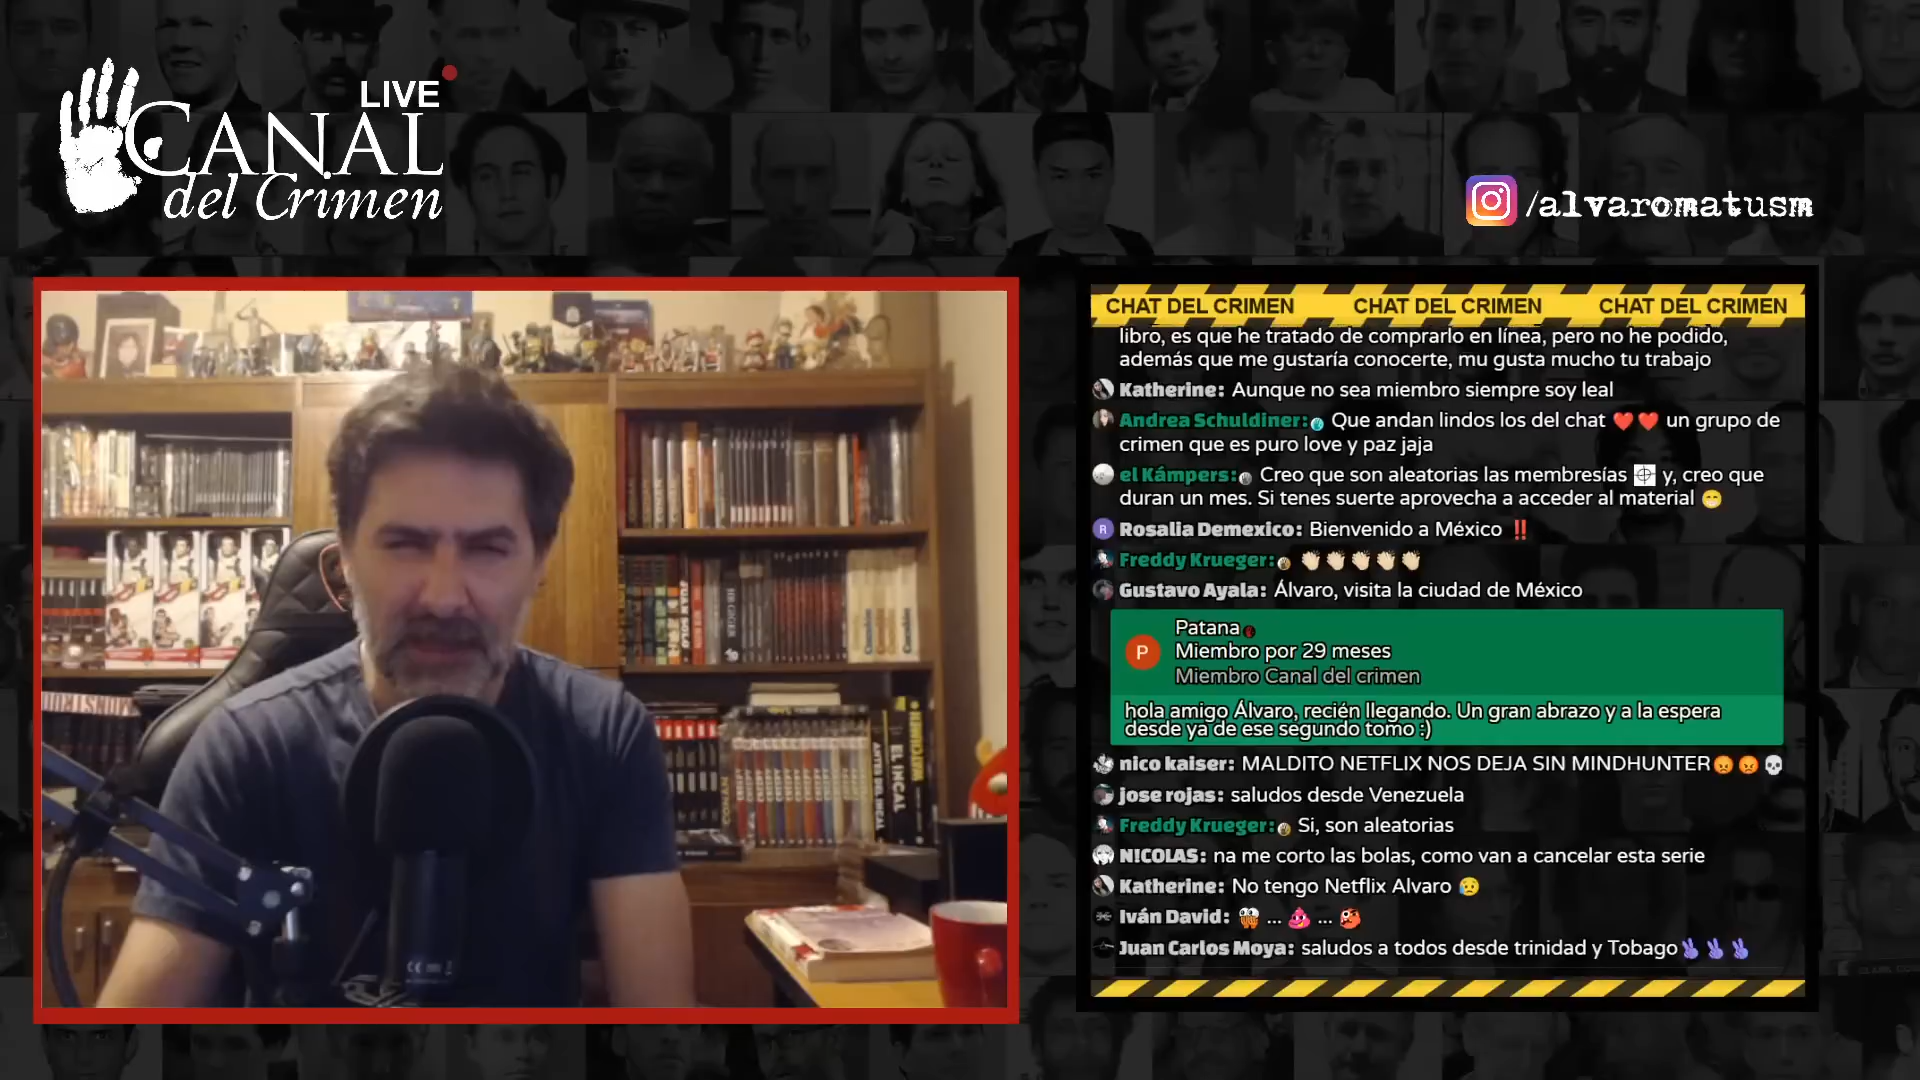 LIVE
CANAL
del Crimen
/alvaromatusm
CHAT DEL CRIMEN CHAT DEL CRIMEN CHAT DEL CRIMEN
libro, es que he tratado de comprarlo en línea, pero no he podido,
además que me gustaría conocerte, mu gusta mucho tu trabajo
Katherine: Aunque no sea miembro siempre soy leal
Andrea Schuldiner: Que andan lindos los del chat ❤️❤️ un grupo de
crimen que es puro love y paz jaja
el Kámpers: Creo que son aleatorias las membresías y, creo que
duran un mes. Si tenes suerte aprovecha a acceder al material 😁
R
Rosalia Demexico: Bienvenido a México ‼️
Freddy Krueger: 👏🏻👏🏻👏🏻👏🏻👏🏻
Gustavo Ayala: Álvaro, visita la ciudad de México
P
Patana
Miembro por 29 meses
Miembro Canal del crimen
hola amigo Álvaro, recién llegando. Un gran abrazo y a la espera
desde ya de ese segundo tomo :)
nico kaiser: MALDITO NETFLIX NOS DEJA SIN MINDHUNTER😡😡💀
jose rojas: saludos desde Venezuela
Freddy Krueger: Si, son aleatorias
NICOLAS: na me corto las bolas, como van a cancelar esta serie
Katherine: No tengo Netflix Alvaro 😥
Iván David: ... 💩 ...
Juan Carlos Moya: saludos a todos desde trinidad y Tobago
EL INCAL